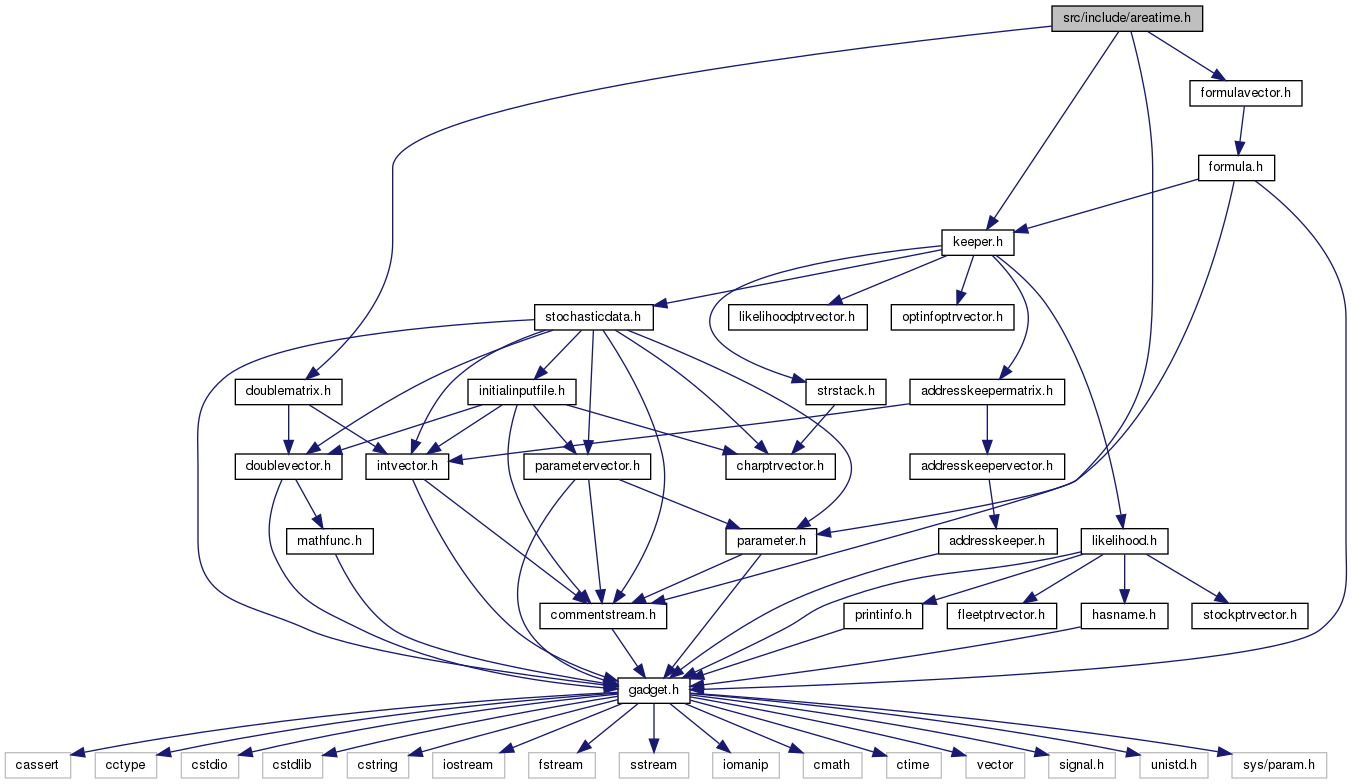 src/include/areatime.h
formulavector.h
formula.h
keeper.h
stochasticdata.h
likelihoodptrvector.h
optinfoptrvector.h
doublematrix.h
initialinputfile.h
strstack.h
addresskeepermatrix.h
doublevector.h
intvector.h
parametervector.h
charptrvector.h
addresskeepervector.h
mathfunc.h
parameter.h
addresskeeper.h
likelihood.h
commentstream.h
printinfo.h
fleetptrvector.h
hasname.h
stockptrvector.h
gadget.h
cassert
cctype
cstdio
cstdlib
cstring
iostream
fstream
sstream
iomanip
cmath
ctime
vector
signal.h
unistd.h
sys/param.h